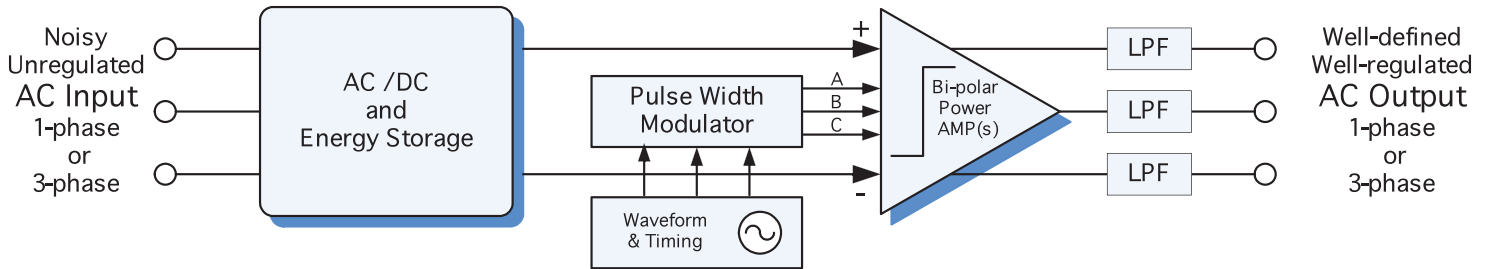 Noisy
Unregulated
AC Input
1-phase
or
3-phase
AC /DC
and
Energy Storage
Pulse Width
Modulator
A
B
C
Waveform
& Timing
+
-
Bi-polar
Power
AMP(s)
LPF
LPF
LPF
Well-defined
Well-regulated
AC Output
1-phase
or
3-phase